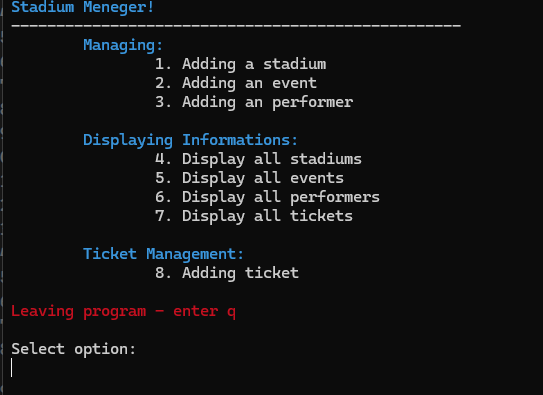 Stadium Meneger!
--------------------------------------------------
Managing:
1. Adding a stadium
2. Adding an event
3. Adding an performer
Displaying Informations:
4. Display all stadiums
5. Display all events
6. Display all performers
7. Display all tickets
Ticket Management:
8. Adding ticket
Leaving program - enter q
Select option: